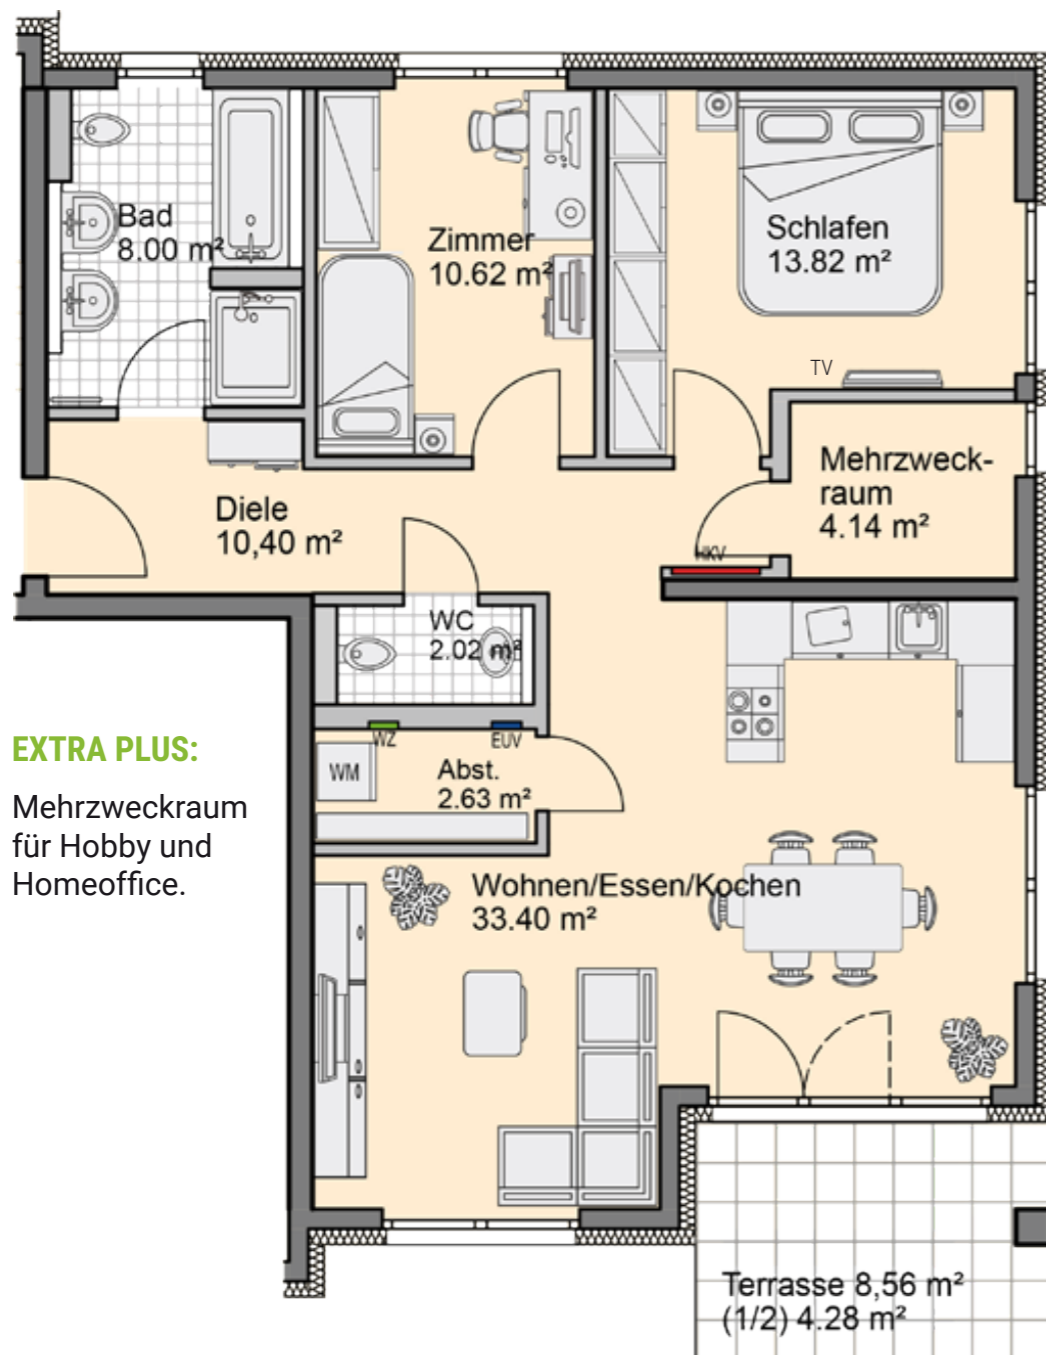 Bad
8.00 m²
Zimmer
10.62 m²
Schlafen
13.82 m²
TV
Mehrzweck-
raum
4.14 m²
Diele
10,40 m²
HKV
WC
2.02 m²
WZ
EUV
WM
Abst.
2.63 m²
EXTRA PLUS:
Mehrzweckraum
für Hobby und
Homeoffice.
Wohnen/Essen/Kochen
33.40 m²
Terrasse 8,56 m²
(1/2) 4.28 m²